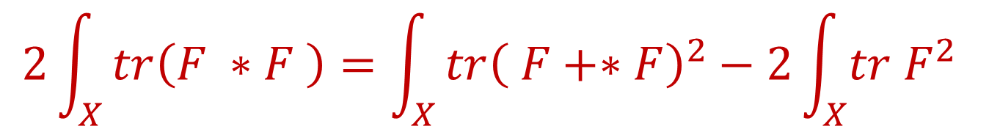 2 ∫_X tr(F ∗ F ) = ∫_X tr( F +∗ F)² − 2 ∫_X tr F²